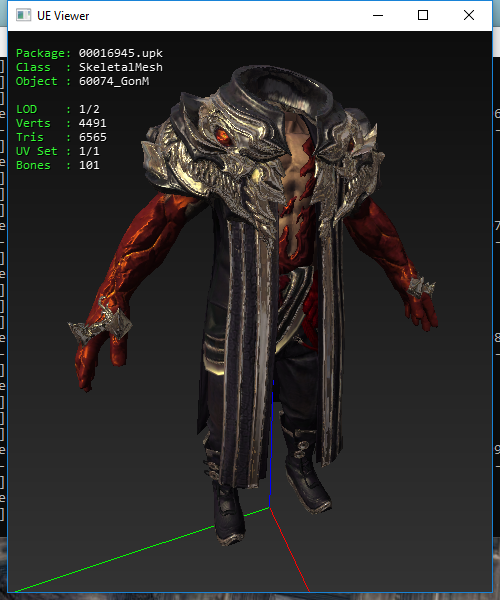 UE Viewer
Package: 00016945.upk
Class : SkeletalMesh
Object : 60074_GonM
LOD : 1/2
Verts : 4491
Tris : 6565
UV Set : 1/1
Bones : 101